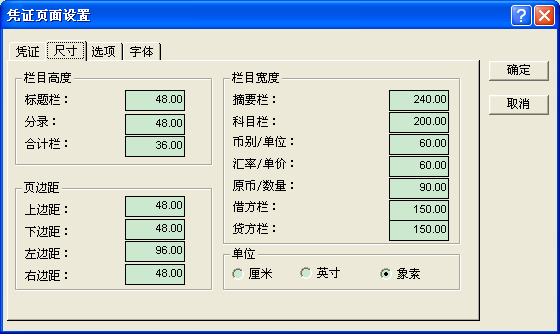 凭证页面设置
凭证 尺寸 选项 字体
确定
取消
栏目高度
标题栏： 48.00
分录： 48.00
合计栏： 36.00
页边距
上边距： 48.00
下边距： 48.00
左边距： 96.00
右边距： 48.00
栏目宽度
摘要栏： 240.00
科目栏： 200.00
币别/单位： 60.00
汇率/单价： 60.00
原币/数量： 90.00
借方栏： 150.00
贷方栏： 150.00
单位
厘米 英寸 象素